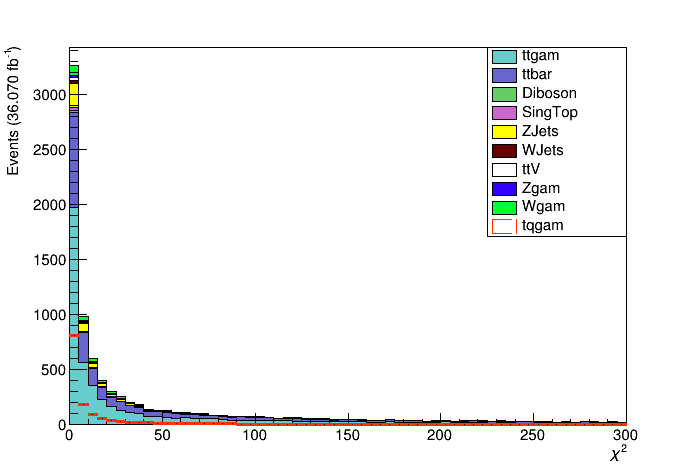 Events (36.070 fb⁻¹)
3000
2500
2000
1500
1000
500
0
0 50 100 150 200 250 300
χ²
ttgam
ttbar
Diboson
SingTop
ZJets
WJets
ttV
Zgam
Wgam
tqgam